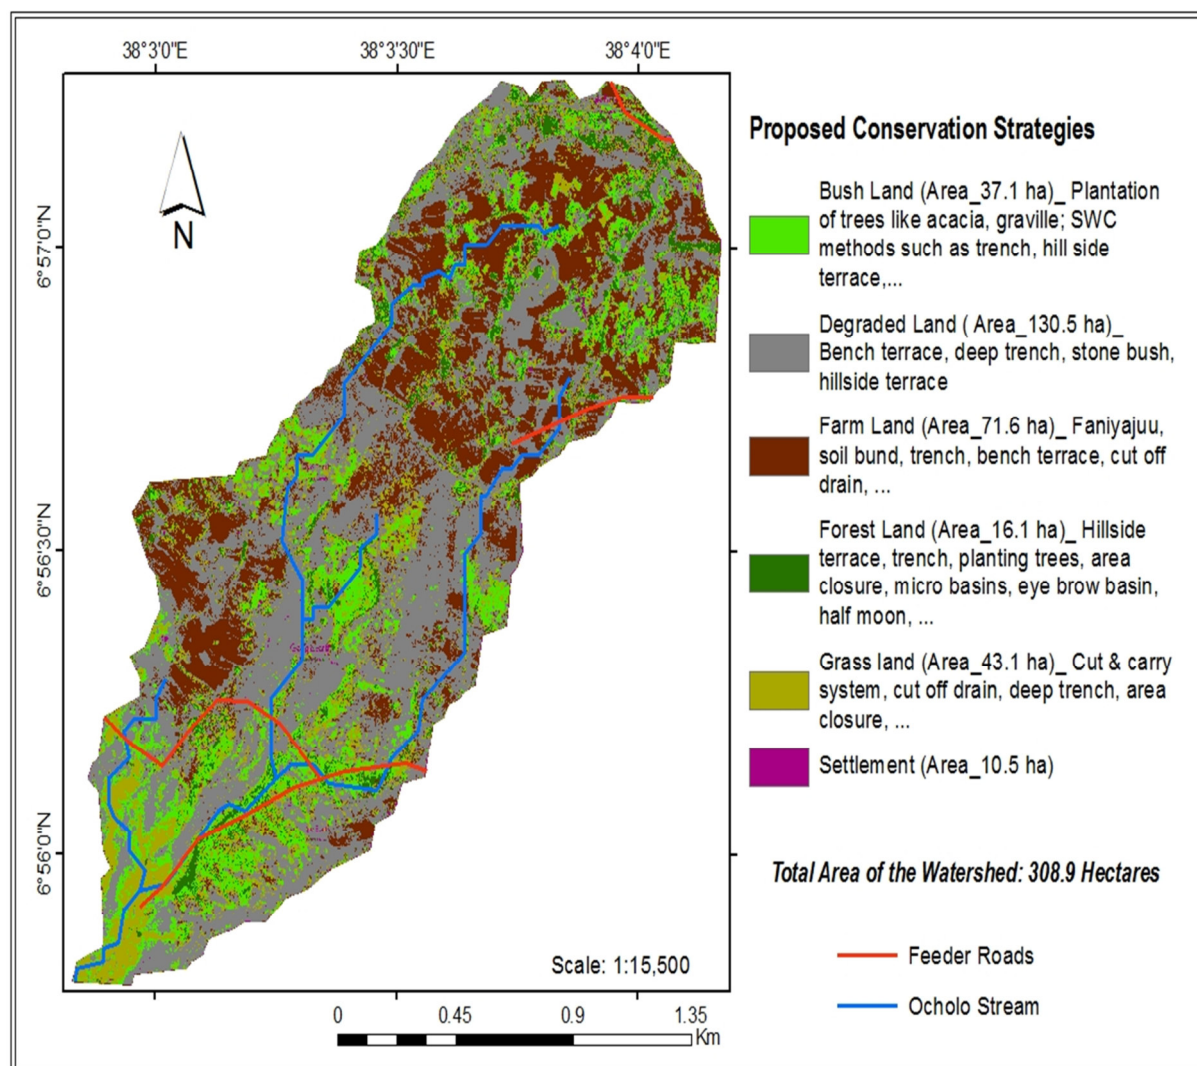 38°3'0"E
38°3'30"E
38°4'0"E
6°57'0"N
6°56'30"N
6°56'0"N
N
Scale: 1:15,500
0
0.45
0.9
1.35
Km
Proposed Conservation Strategies
Bush Land (Area_37.1 ha)_ Plantation
of trees like acacia, graville; SWC
methods such as trench, hill side
terrace,...
Degraded Land ( Area_130.5 ha)_
Bench terrace, deep trench, stone bush,
hillside terrace
Farm Land (Area_71.6 ha)_ Faniyajuu,
soil bund, trench, bench terrace, cut off
drain, ...
Forest Land (Area_16.1 ha)_ Hillside
terrace, trench, planting trees, area
closure, micro basins, eye brow basin,
half moon, ...
Grass land (Area_43.1 ha)_ Cut & carry
system, cut off drain, deep trench, area
closure, ...
Settlement (Area_10.5 ha)
Total Area of the Watershed: 308.9 Hectares
Feeder Roads
Ocholo Stream